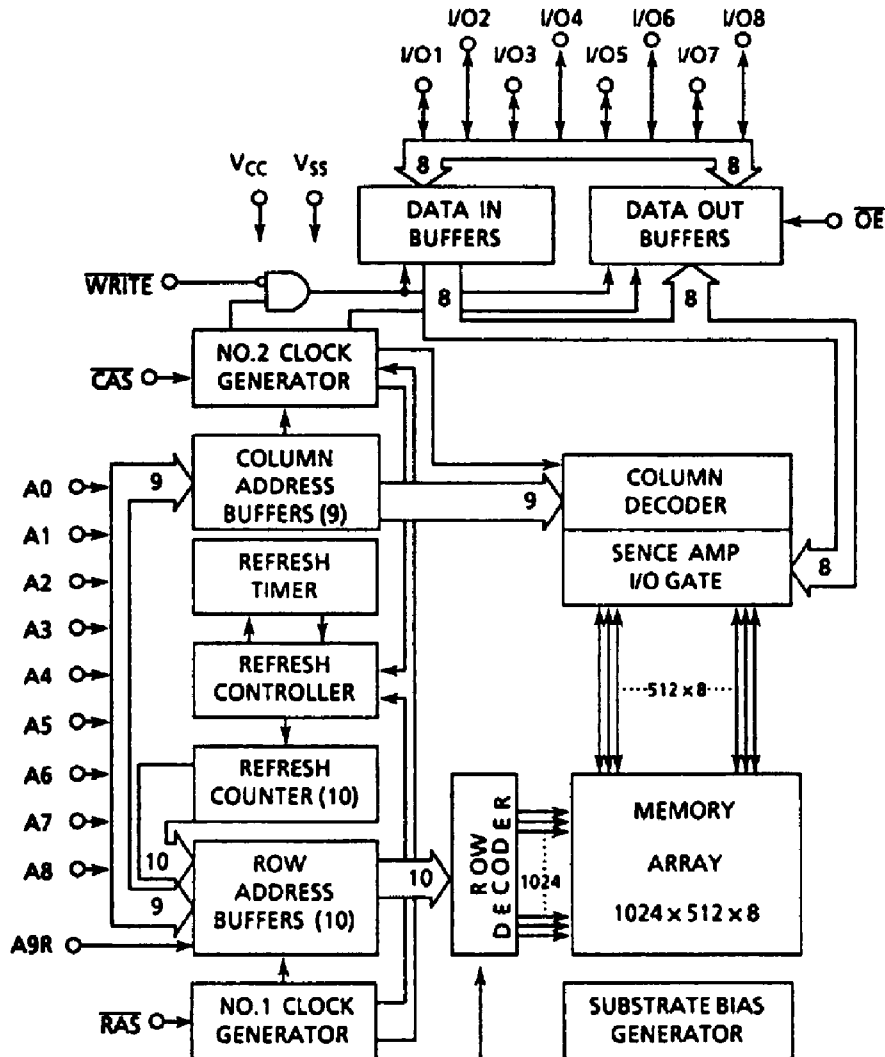 I/O2 I/O4 I/O6 I/O8
I/O1 I/O3 I/O5 I/O7
8 8
VCC VSS
DATA IN
BUFFERS
DATA OUT
BUFFERS
OE
WRITE
8 8
NO.2 CLOCK
GENERATOR
CAS
COLUMN
ADDRESS
BUFFERS (9)
9
9
COLUMN
DECODER
SENCE AMP
I/O GATE
8
A0
A1
A2
A3
A4
A5
A6
A7
A8
A9R
REFRESH
TIMER
REFRESH
CONTROLLER
512 x 8
REFRESH
COUNTER (10)
10
9
ROW
ADDRESS
BUFFERS (10)
10
ROW
DECODER
1024
MEMORY
ARRAY
1024 x 512 x 8
RAS
NO.1 CLOCK
GENERATOR
SUBSTRATE BIAS
GENERATOR